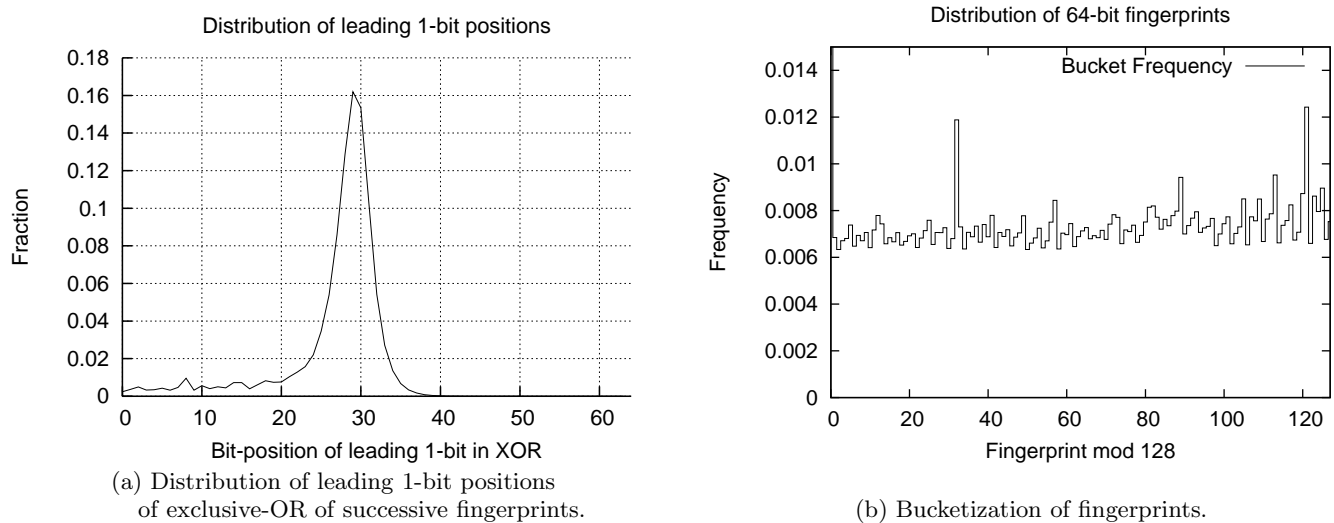 Distribution of leading 1-bit positions
0.18
0.16
0.14
0.12
0.1
0.08
0.06
0.04
0.02
0
Fraction
0 10 20 30 40 50 60
Bit-position of leading 1-bit in XOR
(a) Distribution of leading 1-bit positions
of exclusive-OR of successive fingerprints.
Distribution of 64-bit fingerprints
Bucket Frequency
0.014
0.012
0.01
0.008
0.006
0.004
0.002
0
Frequency
0 20 40 60 80 100 120
Fingerprint mod 128
(b) Bucketization of fingerprints.